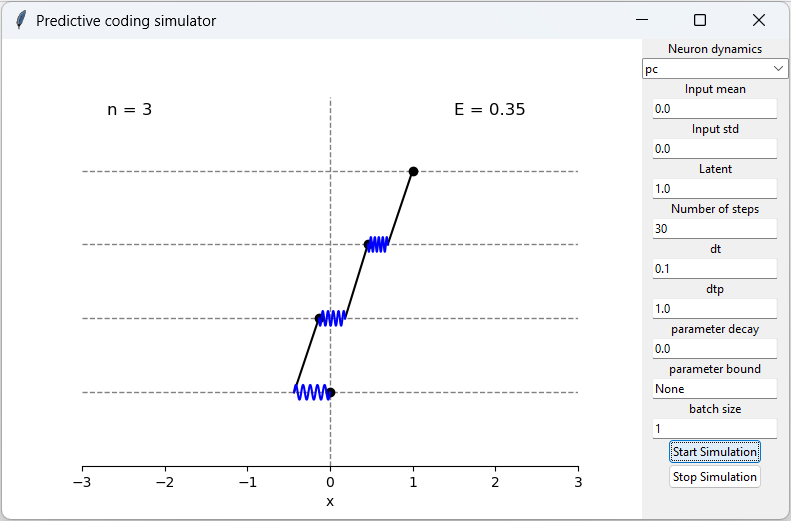 Predictive coding simulator
n = 3
E = 0.35
−3
−2
−1
0
1
2
3
x
Neuron dynamics
pc
Input mean
0.0
Input std
0.0
Latent
1.0
Number of steps
30
dt
0.1
dtp
1.0
parameter decay
0.0
parameter bound
None
batch size
1
Start Simulation
Stop Simulation